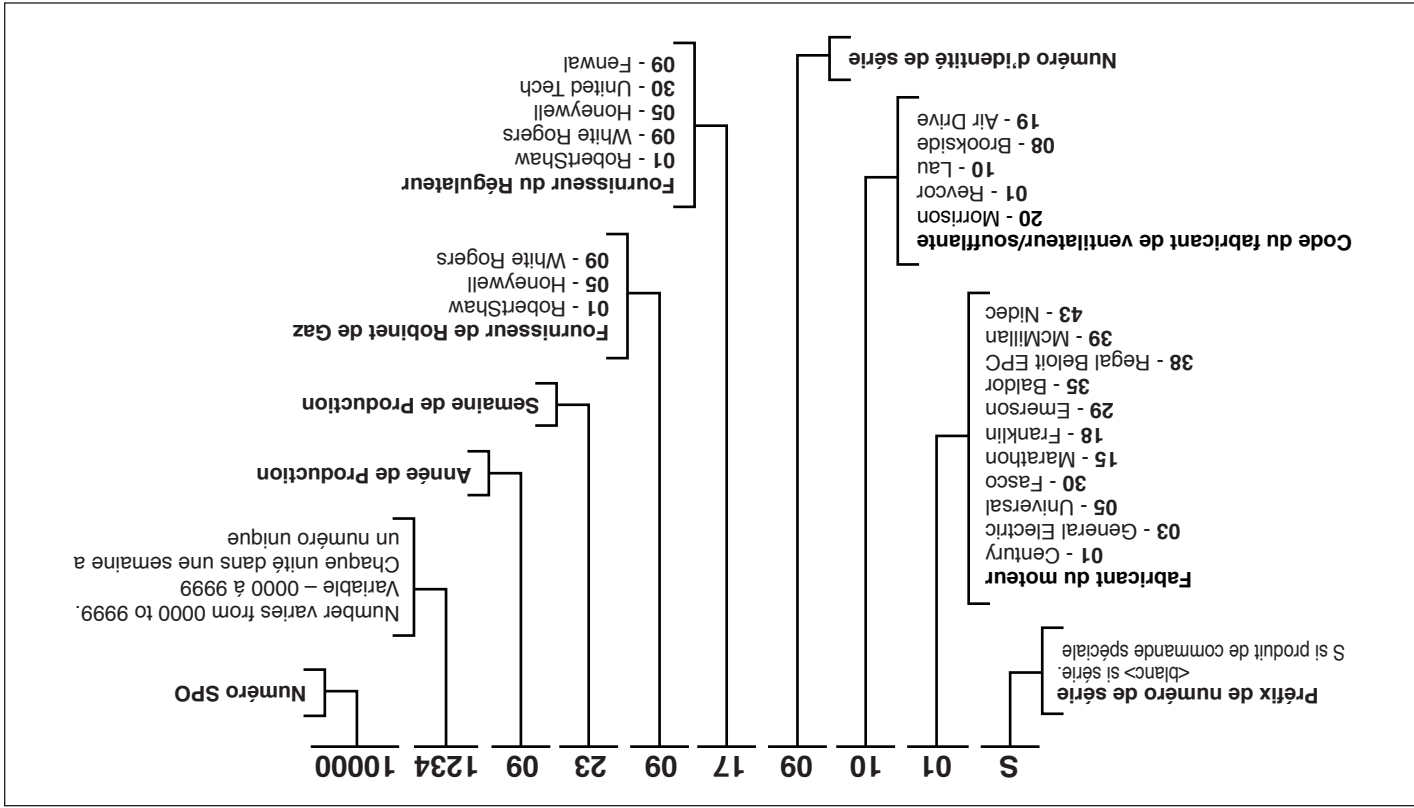 S 01 10 09 17 09 23 09 1234 10000
Préfix de numéro de série
<blanc> si série.
S si produit de commande spéciale
Fabricant du moteur
01 - Century
03 - General Electric
05 - Universal
30 - Fasco
15 - Marathon
18 - Franklin
29 - Emerson
35 - Baldor
38 - Regal Beloit EPC
39 - McMillan
43 - Nidec
Code du fabricant de ventilateur/soufflante
20 - Morrison
01 - Revcor
10 - Lau
08 - Brookside
19 - Air Drive
Numéro d'identité de série
Numéro SPO
Number varies from 0000 to 9999.
Variable – 0000 á 9999
Chaque unité dans une semaine a
un numéro unique
Année de Production
Semaine de Production
Fournisseur de Robinet de Gaz
01 - RobertShaw
05 - Honeywell
09 - White Rogers
Fournisseur du Régulateur
01 - RobertShaw
09 - White Rogers
05 - Honeywell
30 - United Tech
09 - Fenwal